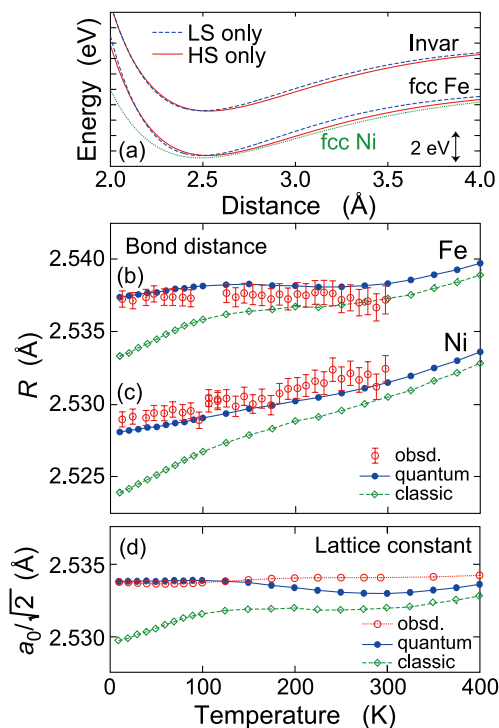 Energy (eV)
LS only
HS only
Invar
fcc Fe
fcc Ni
2 eV
(a)
2.0 2.5 3.0 3.5 4.0
Distance (Å)
R (Å)
2.540
2.535
2.530
2.525
Bond distance
(b)
Fe
(c)
Ni
obsd.
quantum
classic
a₀/√2 (Å)
2.534
2.530
(d)
Lattice constant
obsd.
quantum
classic
0 100 200 300 400
Temperature (K)